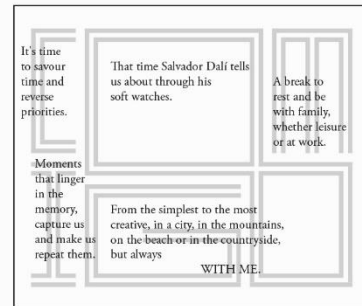 It's time
to savour
time and
reverse
priorities.
That time Salvador Dalí tells
us about through his
soft watches.
A break to
rest and be
with family,
whether leisure
or at work.
Moments
that linger
in the
memory,
capture us
and make us
repeat them.
From the simplest to the most
creative, in a city, in the mountains,
on the beach or in the countryside,
but always
WITH ME.